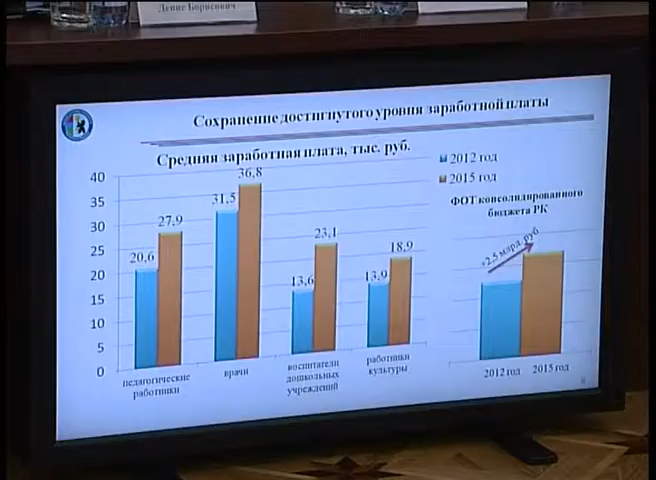 Денис Борисович
Сохранение достигнутого уровня заработной платы
Средняя заработная плата, тыс. руб.
40
35
30
25
20
15
10
5
0
20,6
27,9
31,5
36,8
13,6
23,1
13,9
18,9
педагогические
работники
врачи
воспитатели
дошкольных
учреждений
работники
культуры
2012 год
2015 год
ФОТ консолидированного
бюджета РК
+2,5 млрд. руб
2012 год
2015 год
8